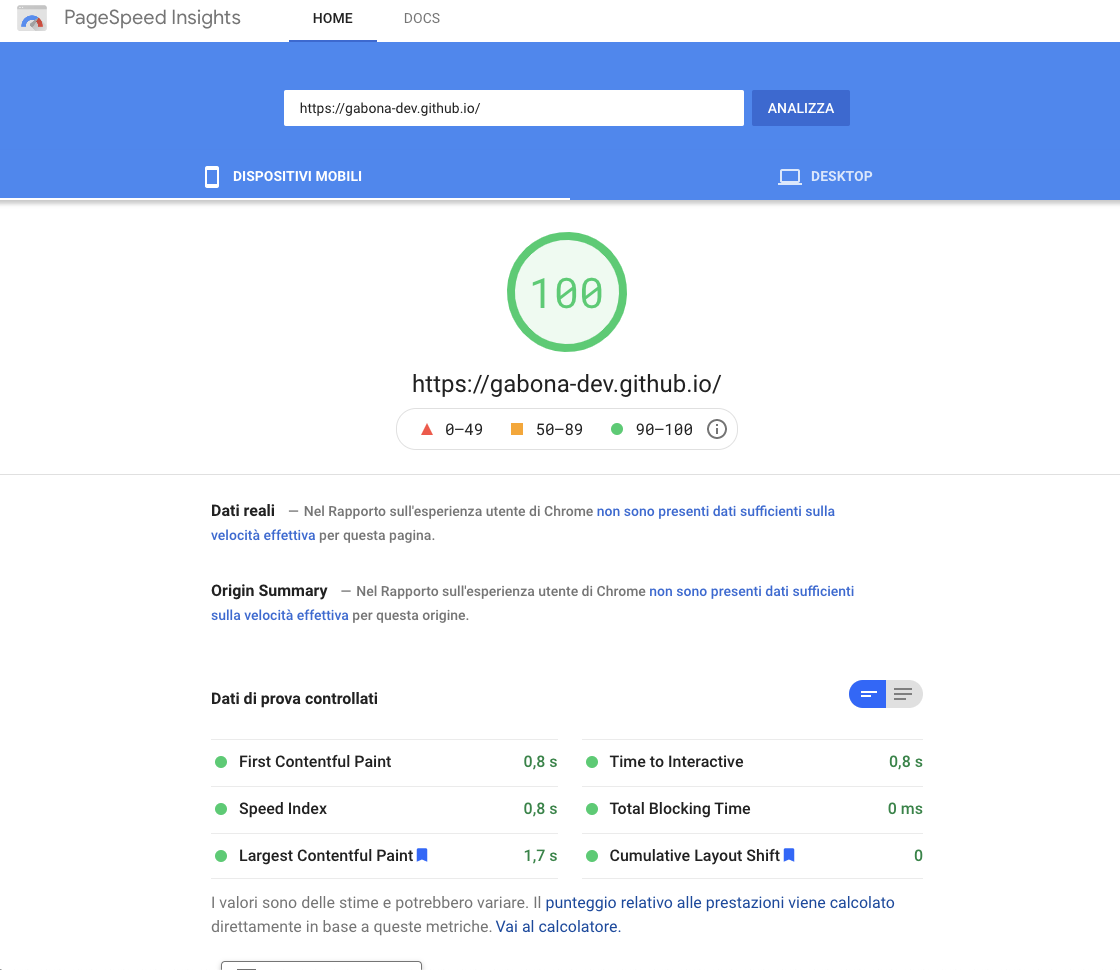 PageSpeed Insights
HOME
DOCS
https://gabona-dev.github.io/
ANALIZZA
DISPOSITIVI MOBILI
DESKTOP
100
https://gabona-dev.github.io/
0–49
50–89
90–100
Dati reali — Nel Rapporto sull'esperienza utente di Chrome non sono presenti dati sufficienti sulla
velocità effettiva per questa pagina.
Origin Summary — Nel Rapporto sull'esperienza utente di Chrome non sono presenti dati sufficienti
sulla velocità effettiva per questa origine.
Dati di prova controllati
First Contentful Paint 0,8 s
Time to Interactive 0,8 s
Speed Index 0,8 s
Total Blocking Time 0 ms
Largest Contentful Paint 1,7 s
Cumulative Layout Shift 0
I valori sono delle stime e potrebbero variare. Il punteggio relativo alle prestazioni viene calcolato
direttamente in base a queste metriche. Vai al calcolatore.